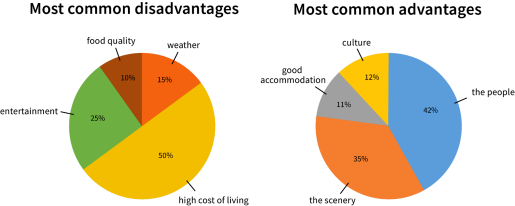 Most common disadvantages
food quality
weather
10%
15%
entertainment
25%
50%
high cost of living
Most common advantages
culture
good
accommodation
the people
12%
11%
42%
35%
the scenery